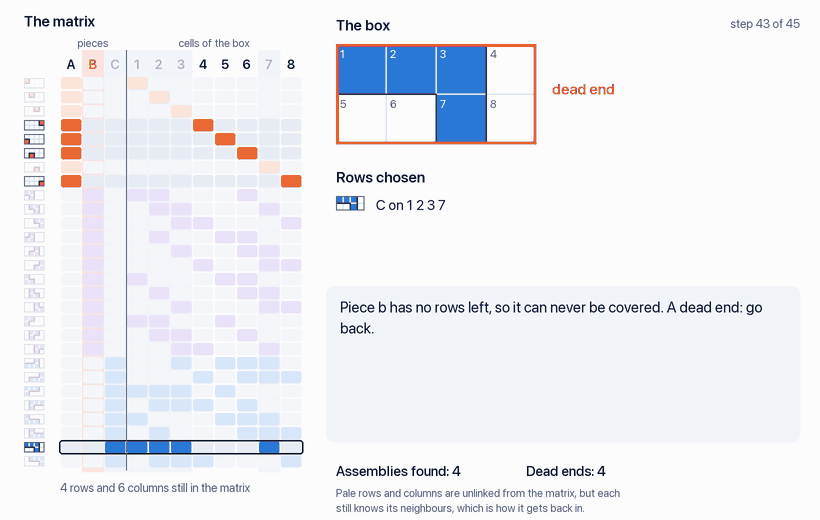 The matrix
pieces
cells of the box
A B C 1 2 3 4 5 6 7 8
4 rows and 6 columns still in the matrix
The box
step 43 of 45
1 2 3 4
5 6 7 8
dead end
Rows chosen
C on 1 2 3 7
Piece b has no rows left, so it can never be covered. A dead end: go
back.
Assemblies found: 4
Dead ends: 4
Pale rows and columns are unlinked from the matrix, but each
still knows its neighbours, which is how it gets back in.